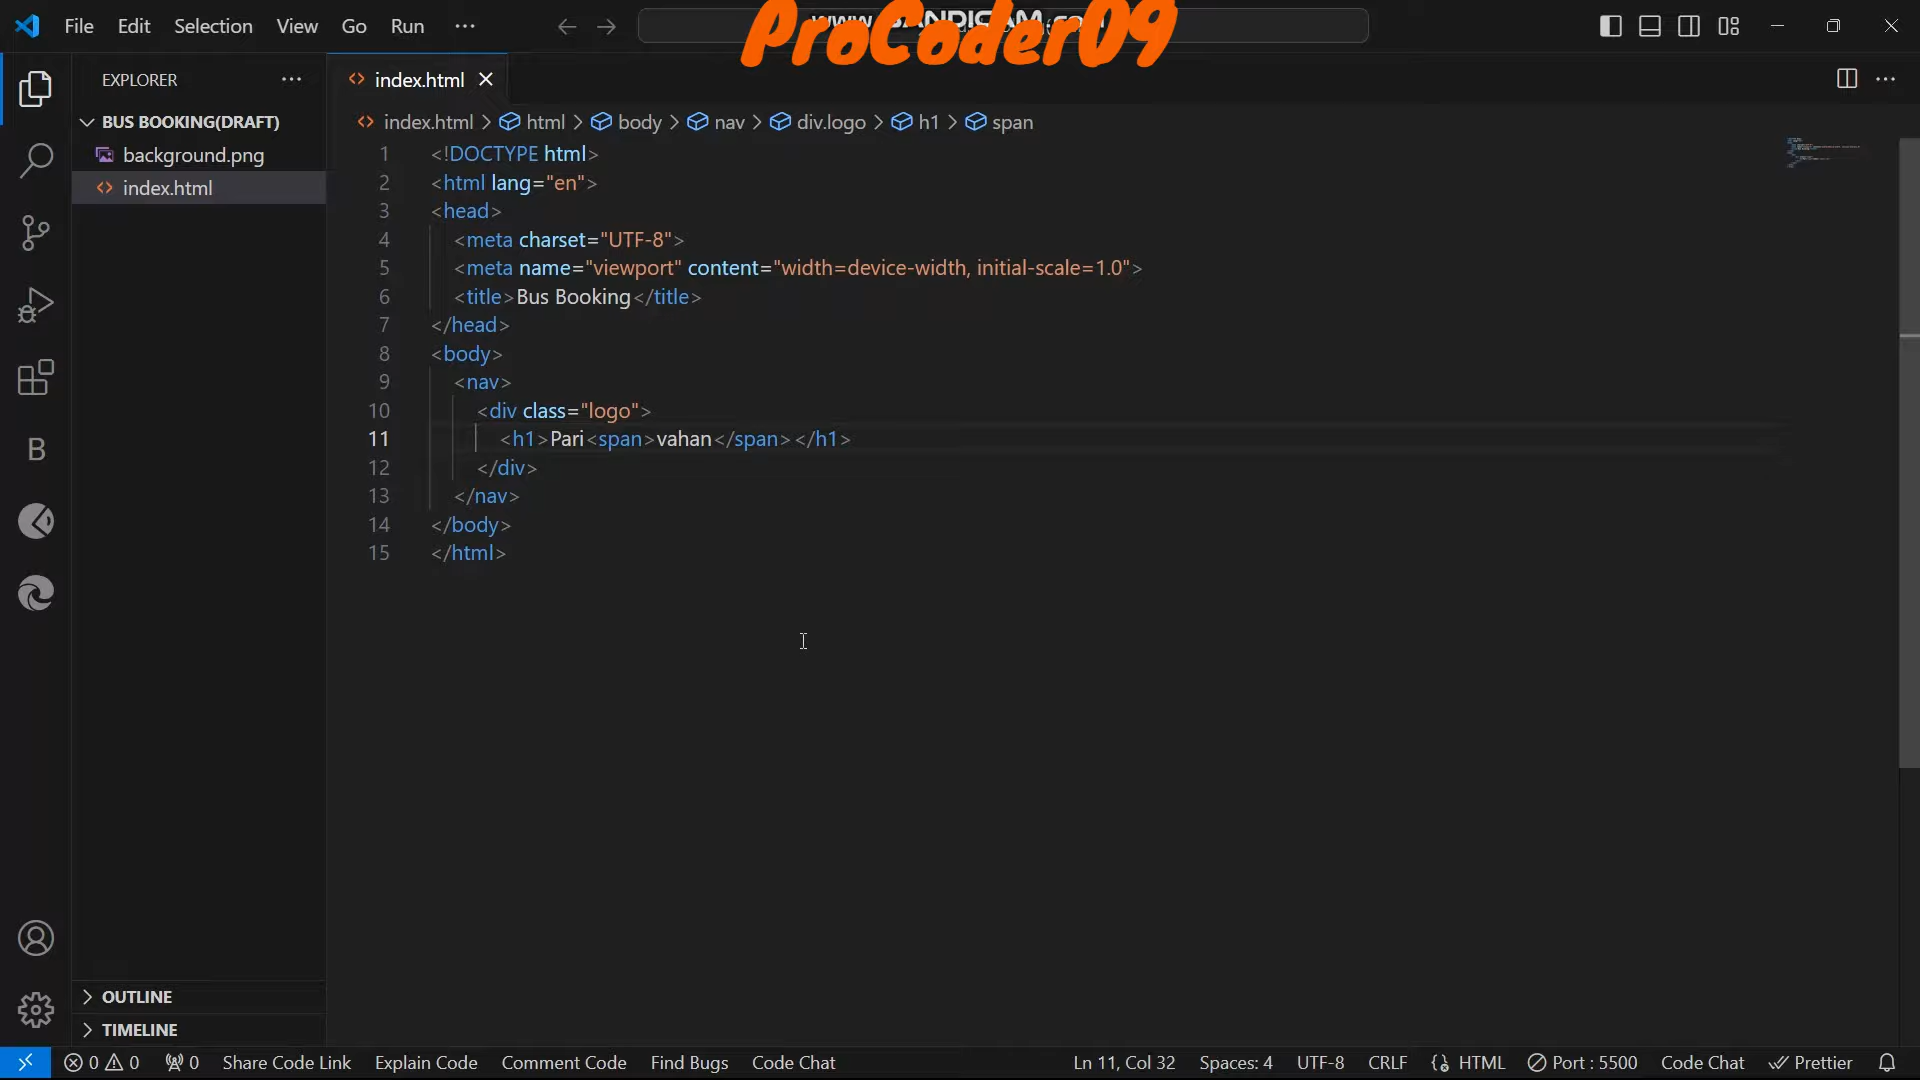 File Edit Selection View Go Run ···
www.BANDICAM.com
ProCoder09
EXPLORER ···
index.html
BUS BOOKING(DRAFT)
background.png
index.html
index.html > html > body > nav > div.logo > h1 > span
1 <!DOCTYPE html>
2 <html lang="en">
3 <head>
4 <meta charset="UTF-8">
5 <meta name="viewport" content="width=device-width, initial-scale=1.0">
6 <title>Bus Booking</title>
7 </head>
8 <body>
9 <nav>
10 <div class="logo">
11 <h1>Pari<span>vahan</span></h1>
12 </div>
13 </nav>
14 </body>
15 </html>
B
OUTLINE
TIMELINE
0 0 0 Share Code Link Explain Code Comment Code Find Bugs Code Chat Ln 11, Col 32 Spaces: 4 UTF-8 CRLF HTML Port : 5500 Code Chat Prettier